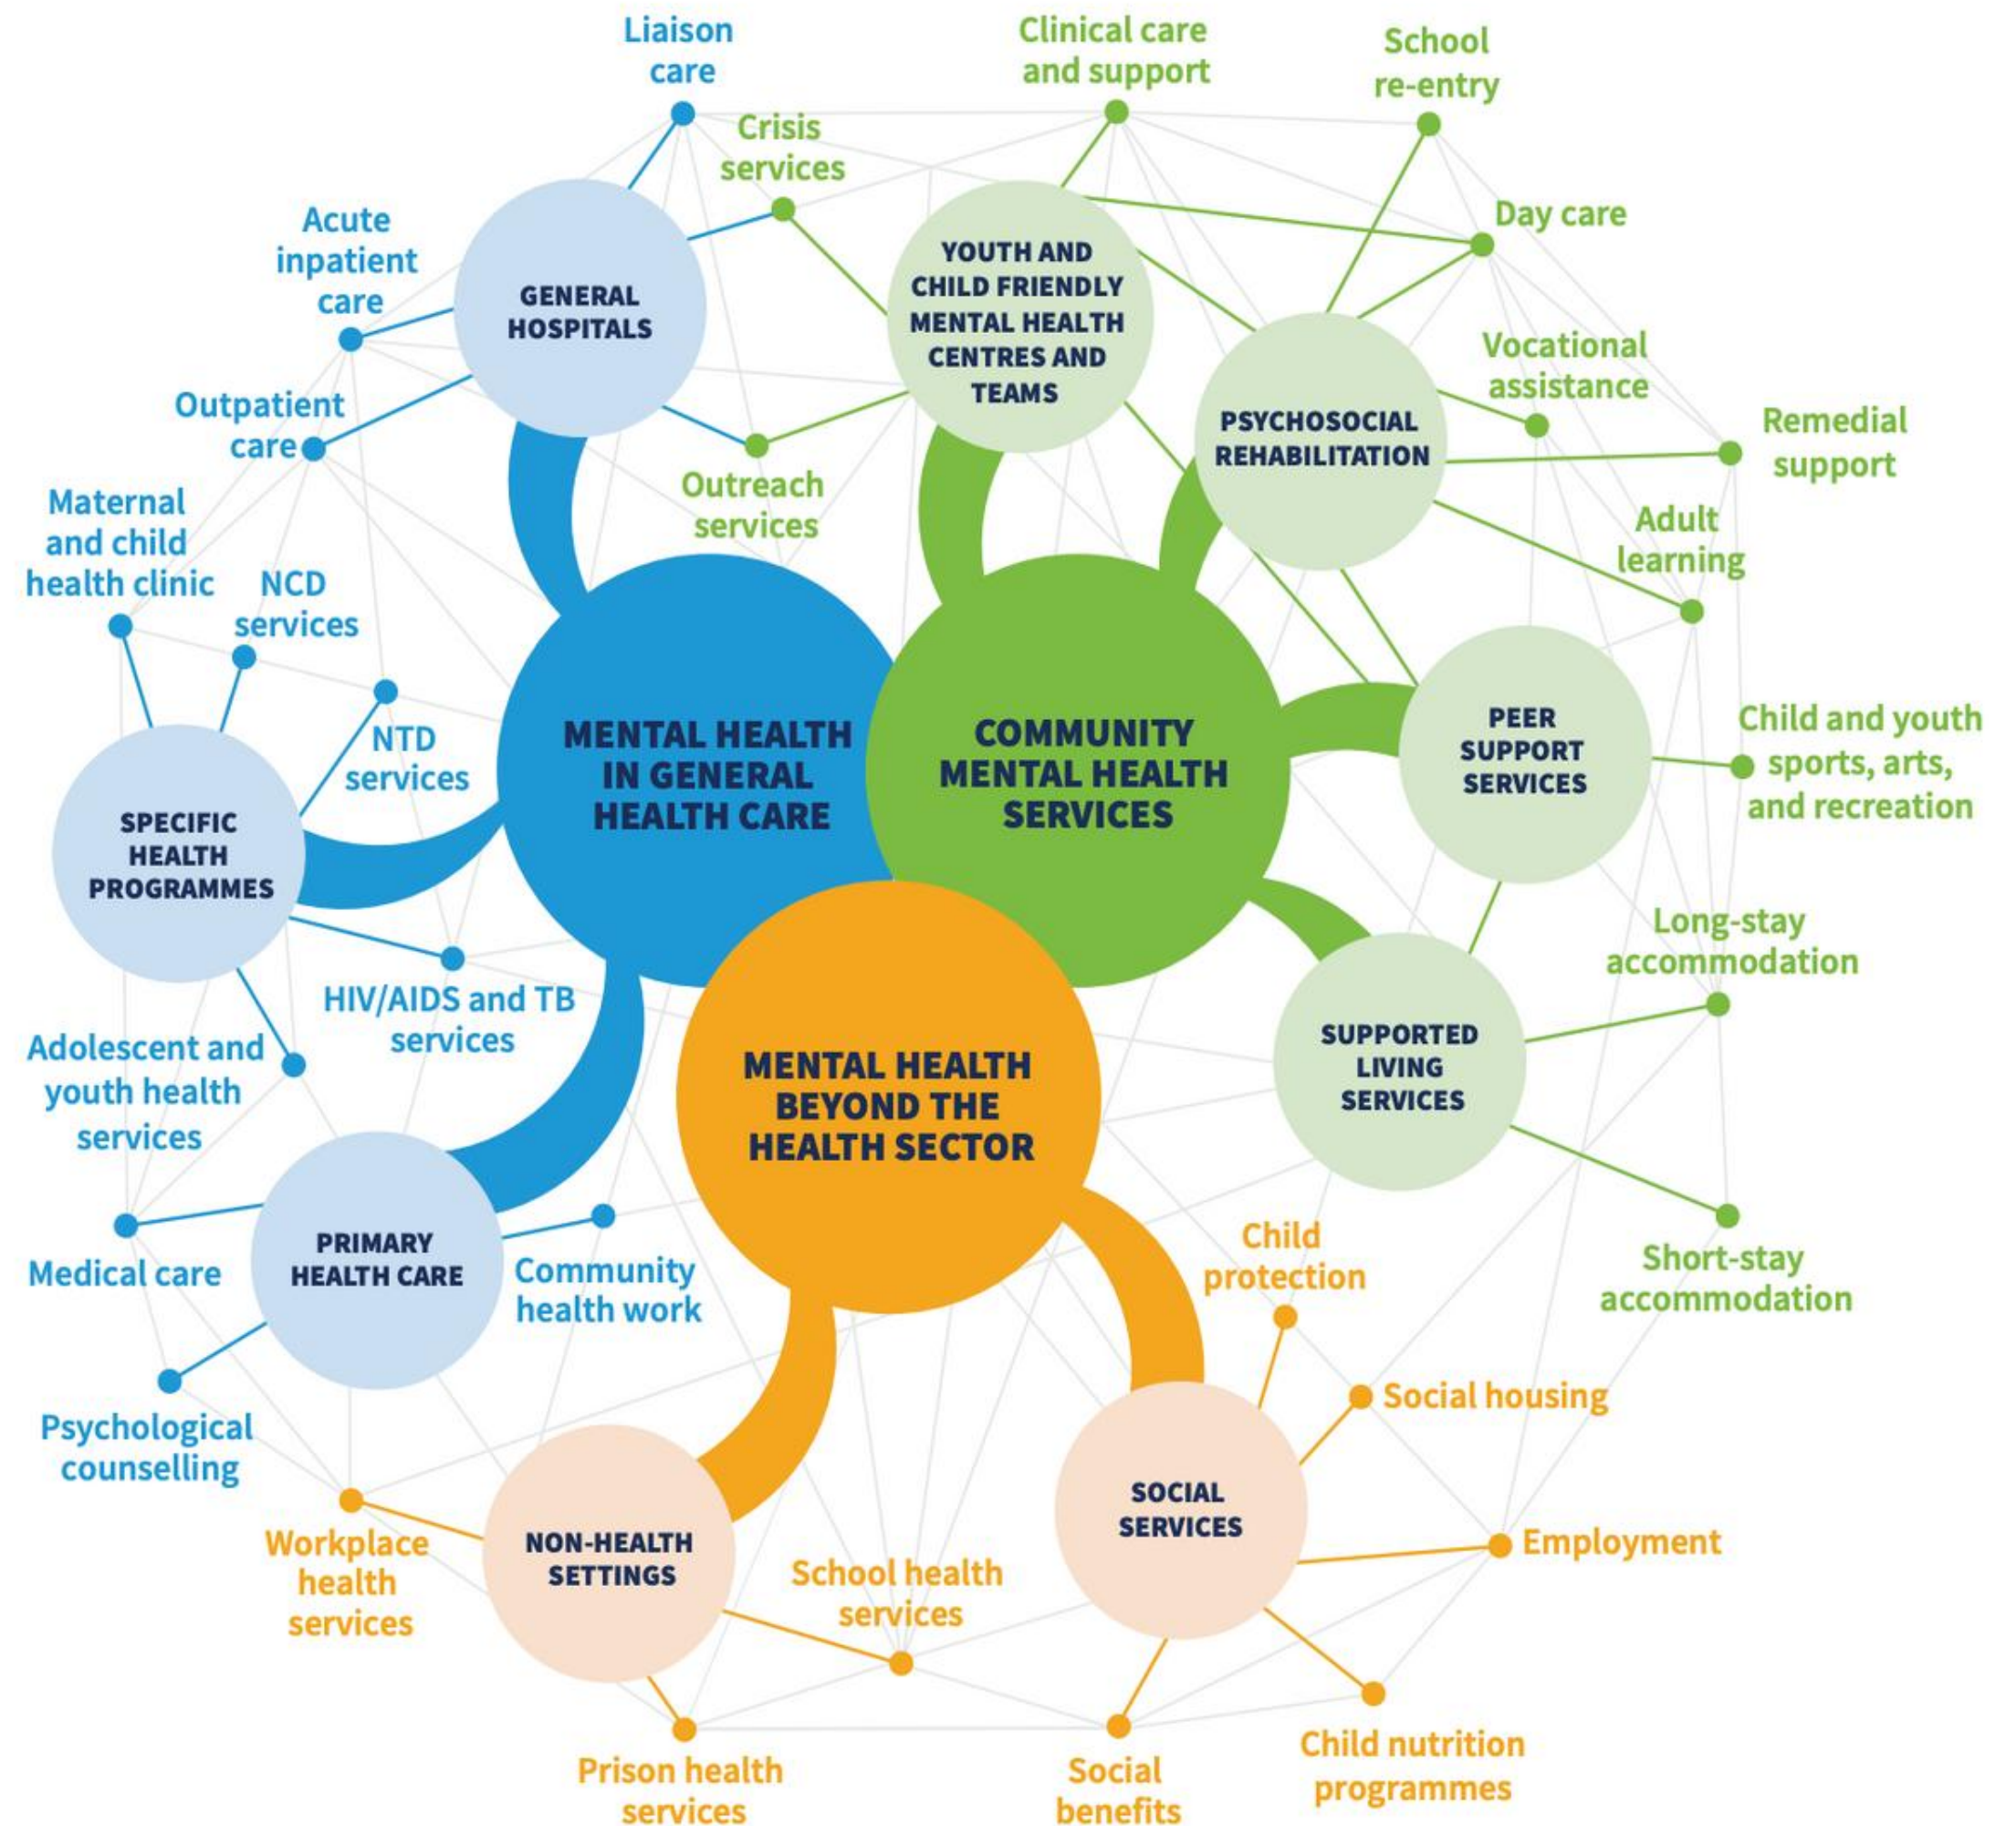 Liaison
care
Clinical care
and support
School
re-entry
Crisis
services
Acute
inpatient
care
Day care
GENERAL
HOSPITALS
YOUTH AND
CHILD FRIENDLY
MENTAL HEALTH
CENTRES AND
TEAMS
Vocational
assistance
Outpatient
care
PSYCHOSOCIAL
REHABILITATION
Remedial
support
Outreach
services
Maternal
and child
health clinic
Adult
learning
NCD
services
NTD
services
MENTAL HEALTH
IN GENERAL
HEALTH CARE
COMMUNITY
MENTAL HEALTH
SERVICES
PEER
SUPPORT
SERVICES
Child and youth
sports, arts,
and recreation
SPECIFIC
HEALTH
PROGRAMMES
Long-stay
accommodation
HIV/AIDS and TB
services
Adolescent and
youth health
services
MENTAL HEALTH
BEYOND THE
HEALTH SECTOR
SUPPORTED
LIVING
SERVICES
Medical care
PRIMARY
HEALTH CARE
Community
health work
Child
protection
Short-stay
accommodation
Social housing
Psychological
counselling
Workplace
health
services
NON-HEALTH
SETTINGS
School health
services
SOCIAL
SERVICES
Employment
Prison health
services
Social
benefits
Child nutrition
programmes